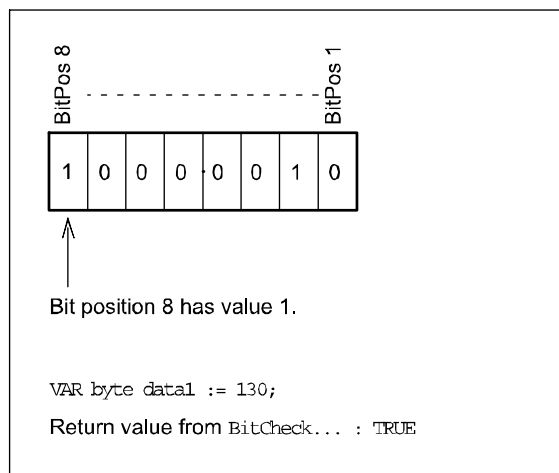 BitPos 8
BitPos 1
1 0 0 0 0 0 1 0
Bit position 8 has value 1.
VAR byte data1 := 130;
Return value from BitCheck... : TRUE